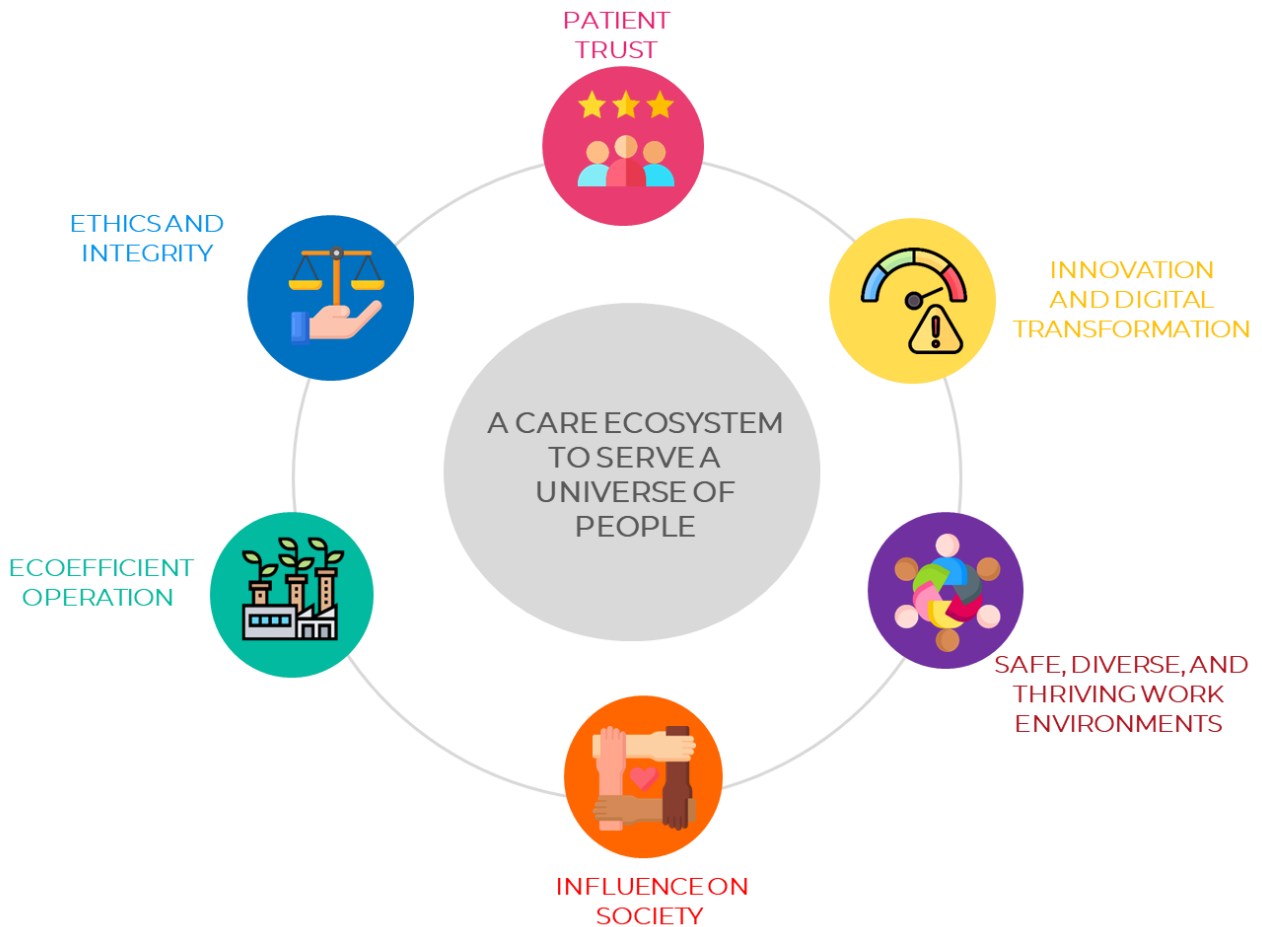 PATIENT
TRUST
ETHICS AND
INTEGRITY
INNOVATION
AND DIGITAL
TRANSFORMATION
A CARE ECOSYSTEM
TO SERVE A
UNIVERSE OF
PEOPLE
ECOEFFICIENT
OPERATION
SAFE, DIVERSE, AND
THRIVING WORK
ENVIRONMENTS
INFLUENCE ON
SOCIETY